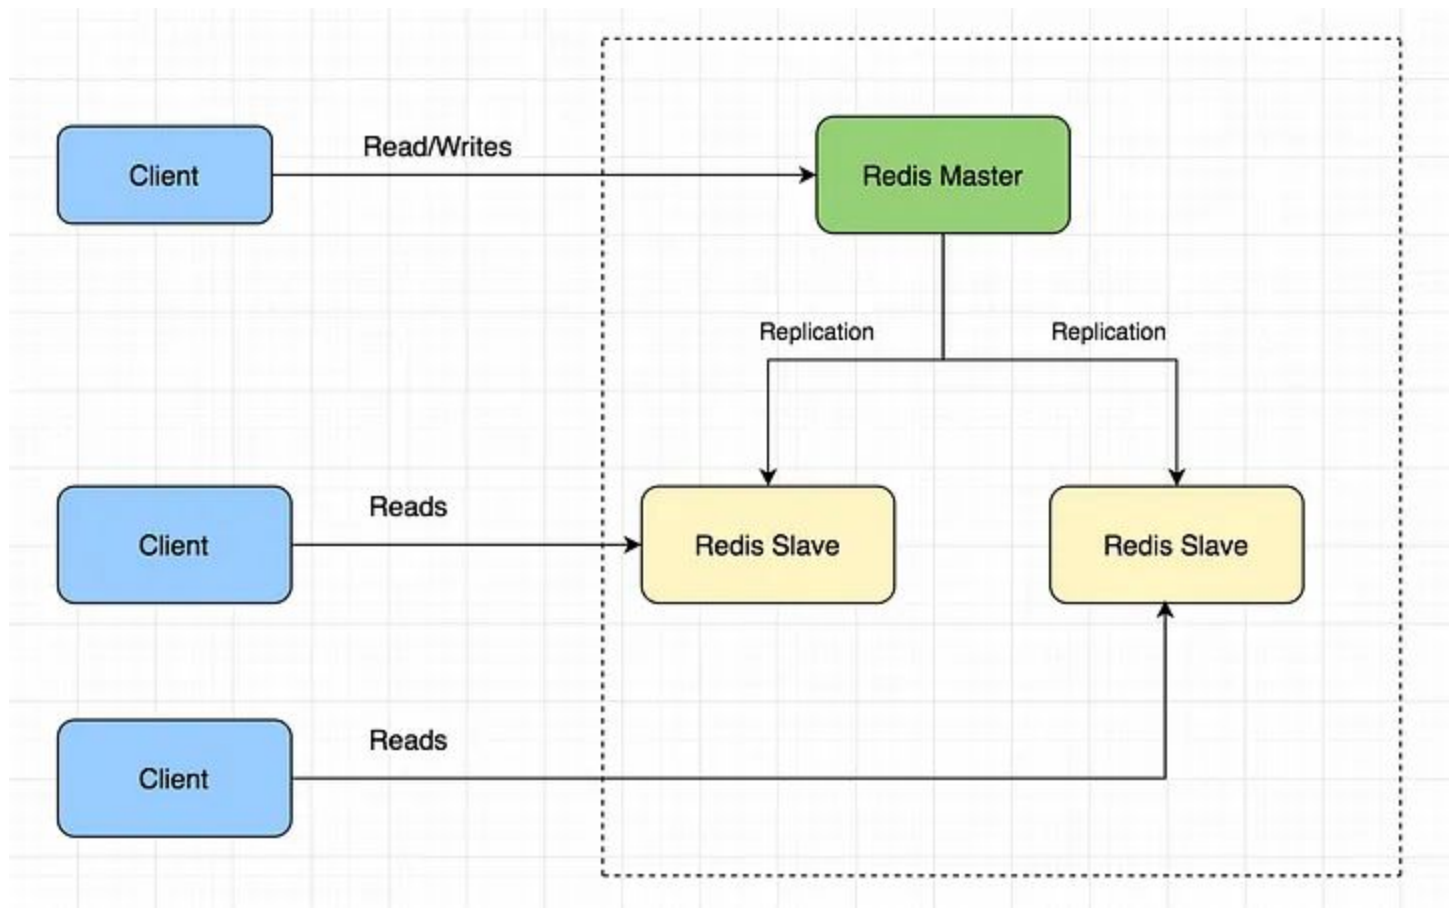 Read/Writes
Client
Redis Master
Replication
Replication
Reads
Client
Redis Slave
Redis Slave
Reads
Client